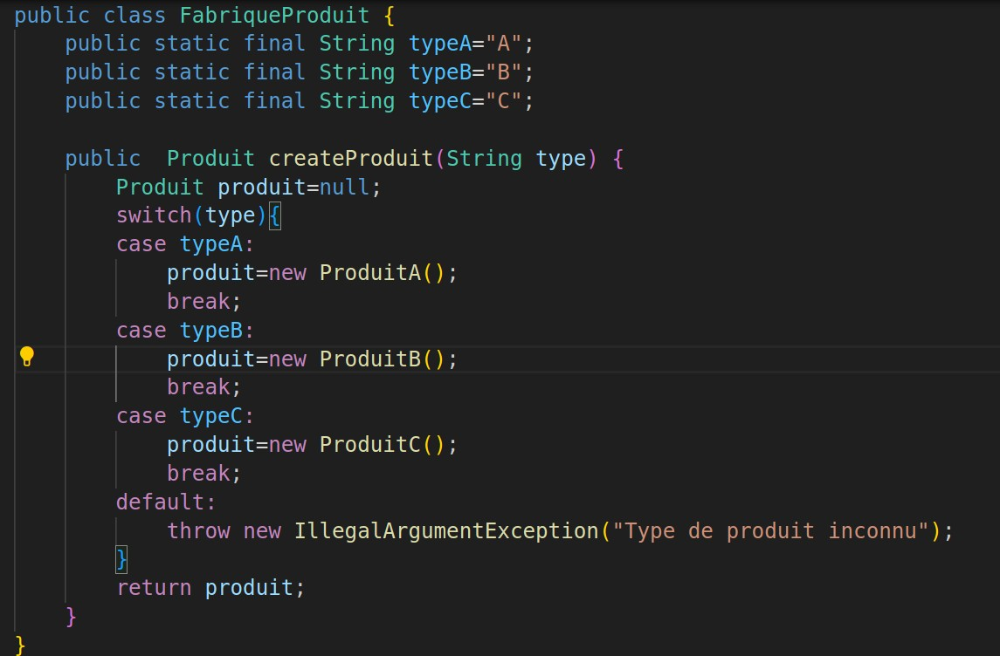 public class FabriqueProduit {
    public static final String typeA="A";
    public static final String typeB="B";
    public static final String typeC="C";

    public  Produit createProduit(String type) {
        Produit produit=null;
        switch(type){
        case typeA:
            produit=new ProduitA();
            break;
        case typeB:
            produit=new ProduitB();
            break;
        case typeC:
            produit=new ProduitC();
            break;
        default:
            throw new IllegalArgumentException("Type de produit inconnu");
        }
        return produit;
    }
}